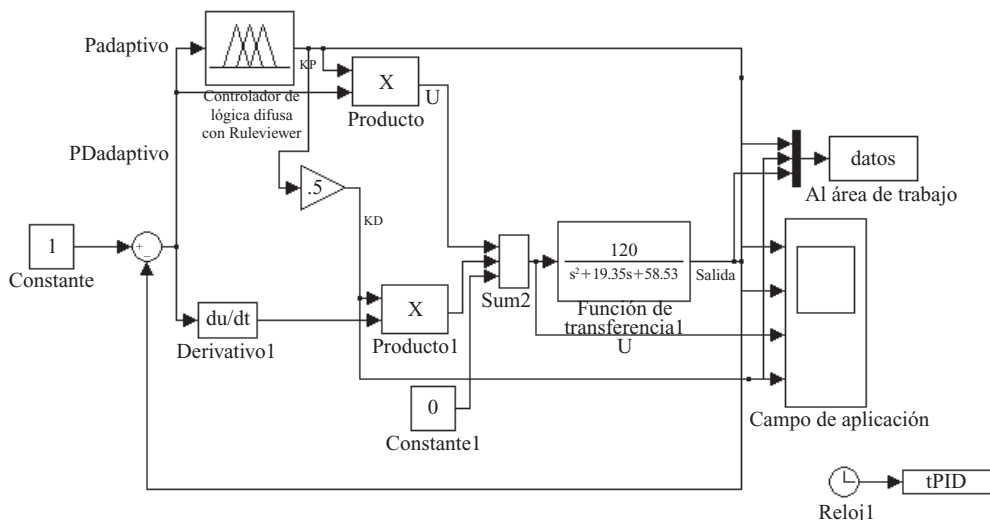 Padaptivo
KP
Controlador de
lógica difusa
con Ruleviewer
X
U
Producto
PDadaptivo
.5
KD
datos
Al área de trabajo
1
Constante
+
−
120
s²+19.35s+58.53
Salida
Sum2
Función de
transferencia1
U
du/dt
Derivativo1
X
Producto1
0
Constante1
Campo de aplicación
tPID
Reloj1